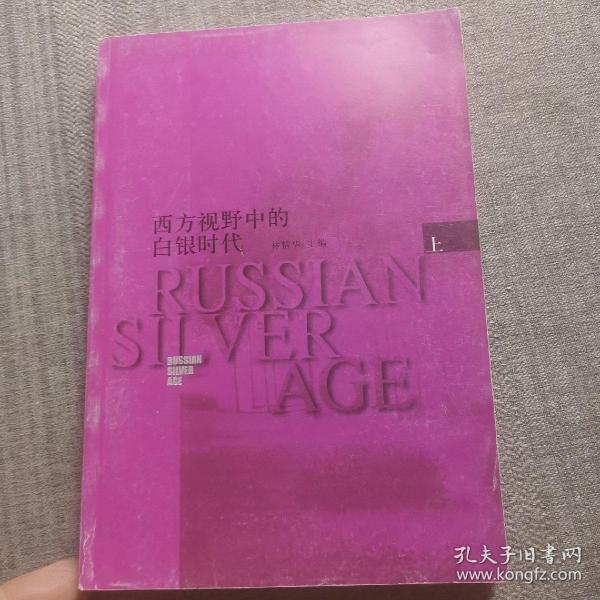 西方视野中的
白银时代 林精华 主编
上
RUSSIAN
SILVER
AGE
RUSSIAN
SILVER
AGE
孔夫子旧书网
www.kongfz.com